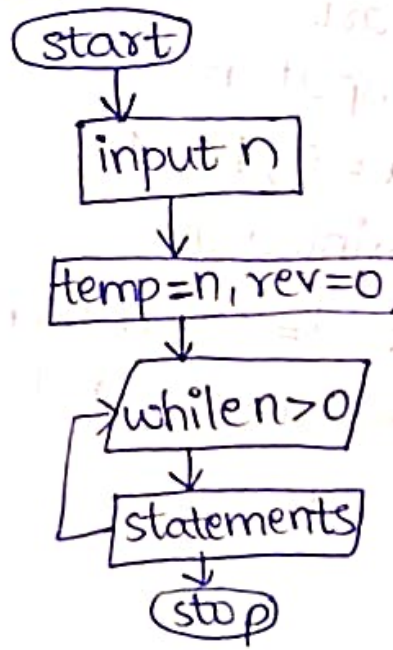 start
input n
temp=n, rev=0
while n>0
statements
stop